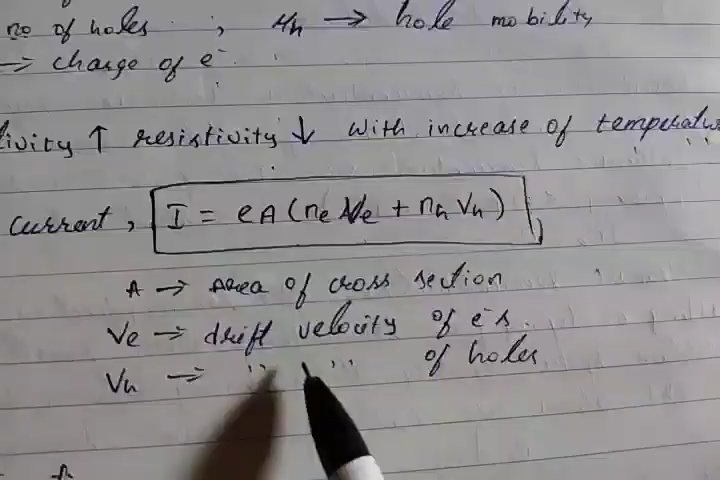 no of holes ; μh → hole mobility
→ charge of e⁻
ivity ↑ resistivity ↓ with increase of temperatu
current, I = eA(ne Ve + nh Vh),
A → Area of cross section
Ve → drift velocity of e⁻s.
Vh → '' '' of holes